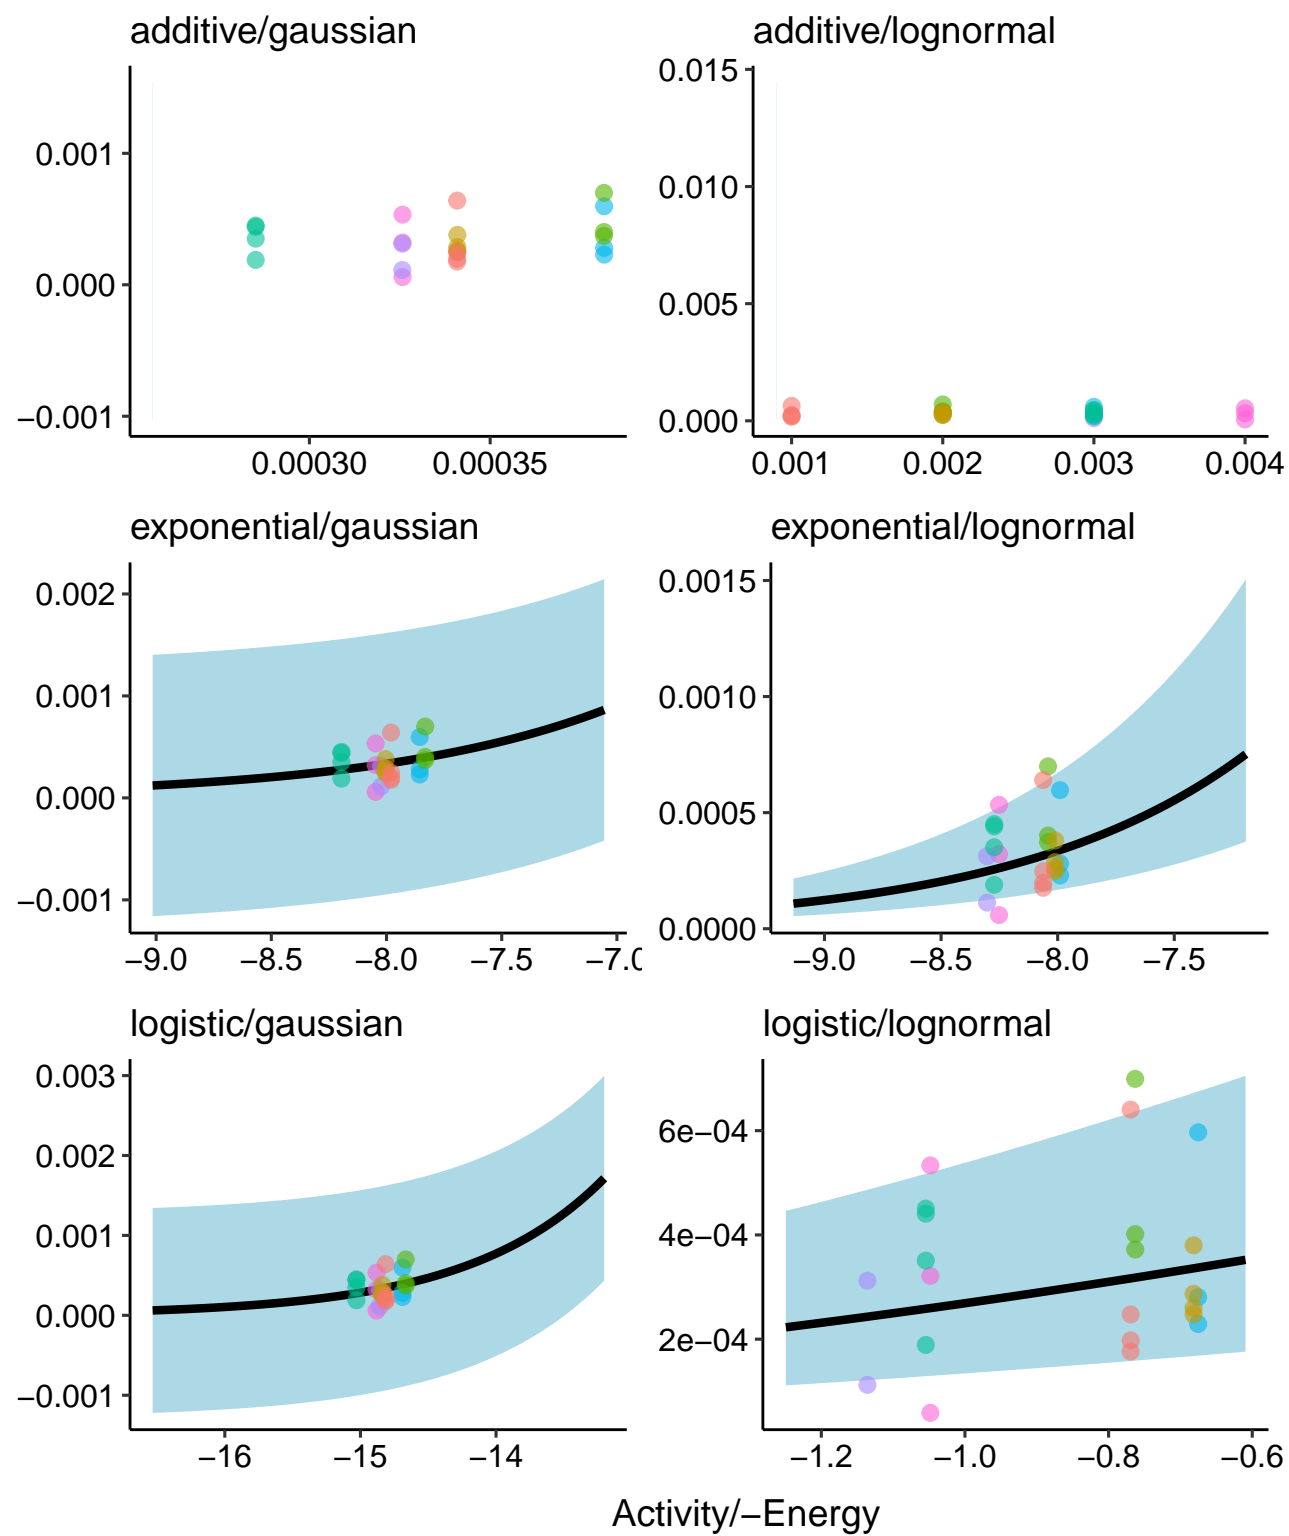 additive/gaussian
0.001
0.000
−0.001
0.00030 0.00035
additive/lognormal
0.015
0.010
0.005
0.000
0.001 0.002 0.003 0.004
exponential/gaussian
0.002
0.001
0.000
−0.001
−9.0 −8.5 −8.0 −7.5 −7.0
exponential/lognormal
0.0015
0.0010
0.0005
0.0000
−9.0 −8.5 −8.0 −7.5
logistic/gaussian
0.003
0.002
0.001
0.000
−0.001
−16 −15 −14
logistic/lognormal
6e−04
4e−04
2e−04
−1.2 −1.0 −0.8 −0.6
Activity/−Energy